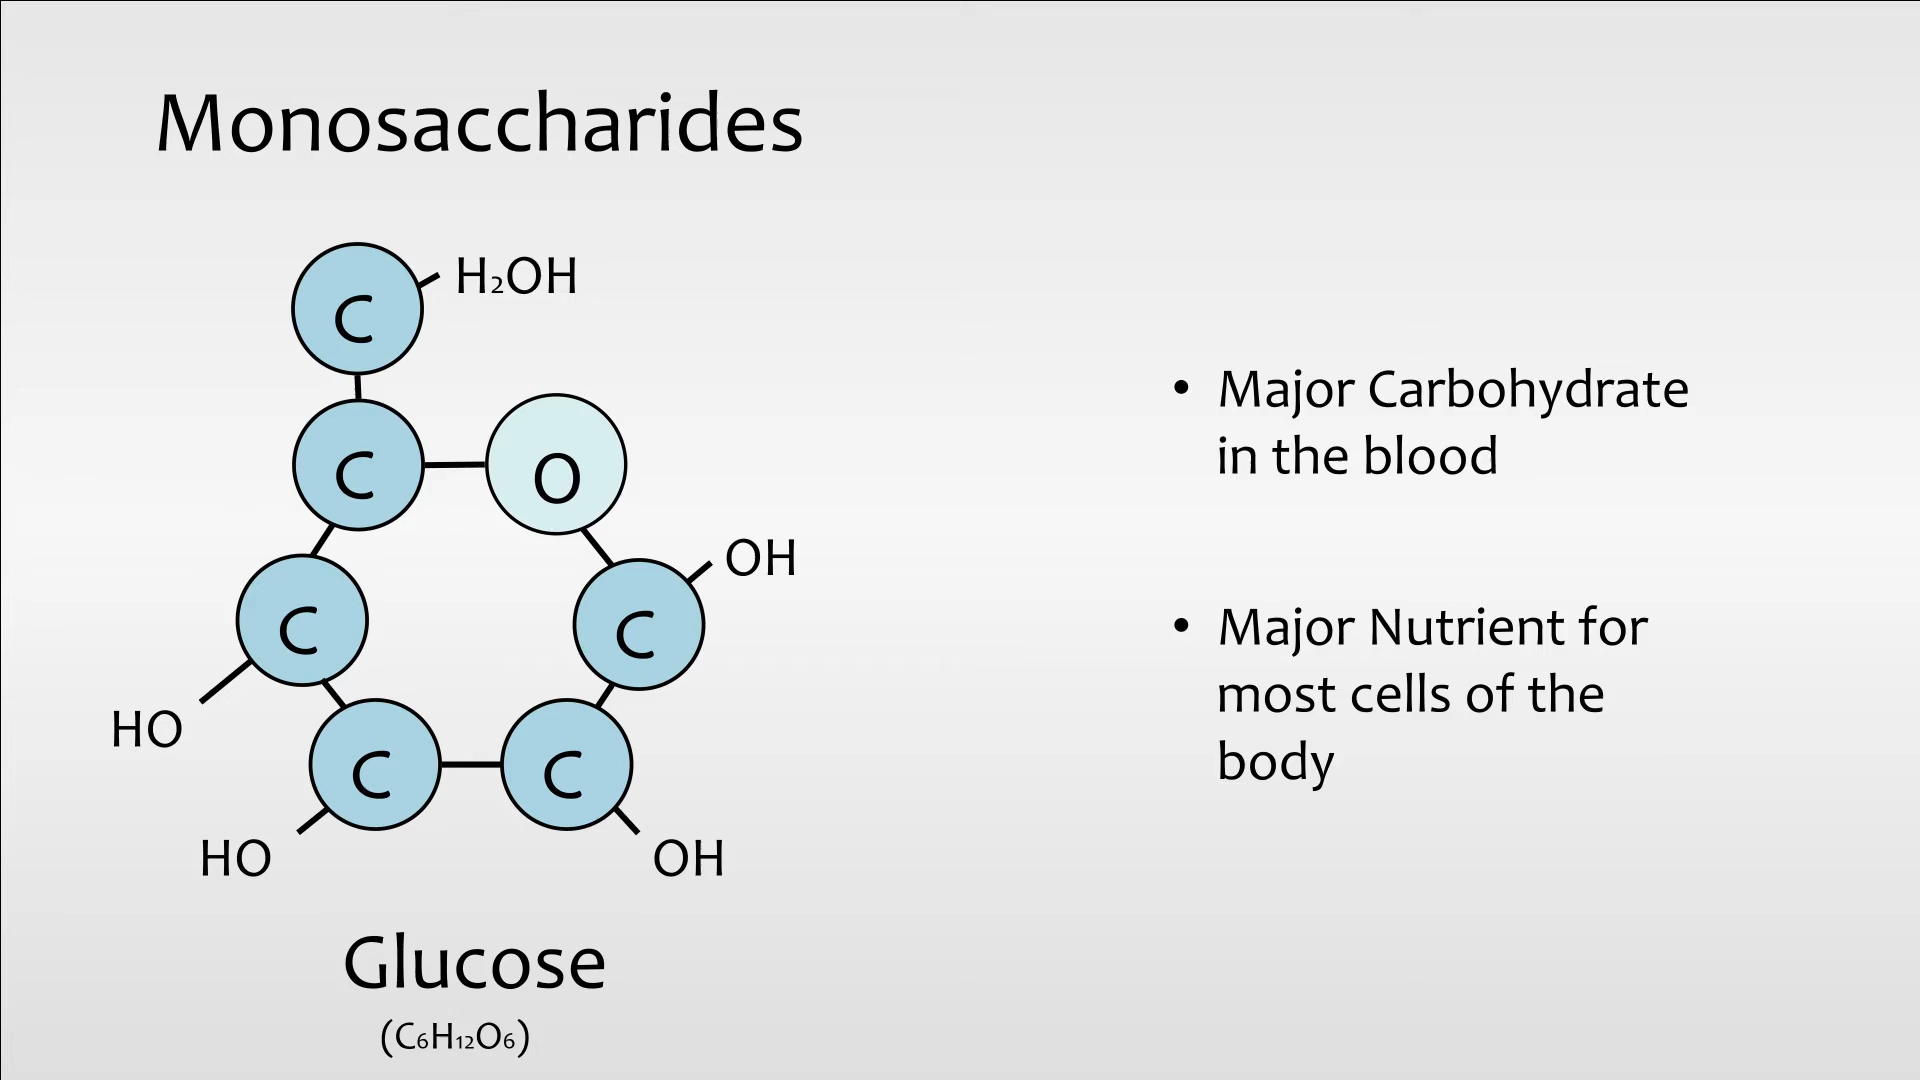 Monosaccharides
C
H₂OH
C
O
OH
C
C
HO
C
C
HO
OH
Glucose
(C₆H₁₂O₆)
• Major Carbohydrate
in the blood
• Major Nutrient for
most cells of the
body